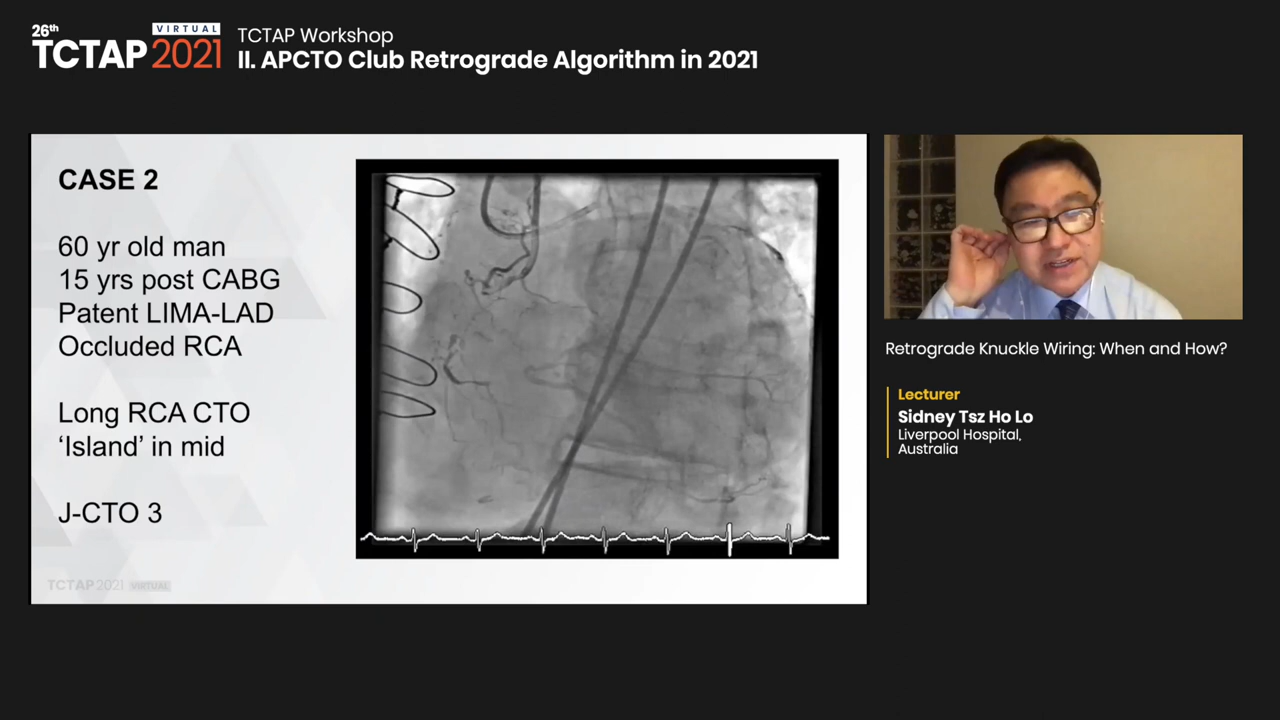 26th
TCTAP
VIRTUAL
2021
TCTAP Workshop
II. APCTO Club Retrograde Algorithm in 2021
CASE 2
60 yr old man
15 yrs post CABG
Patent LIMA-LAD
Occluded RCA
Long RCA CTO
‘Island’ in mid
J-CTO 3
TCTAP 2021 VIRTUAL
Retrograde Knuckle Wiring: When and How?
Lecturer
Sidney Tsz Ho Lo
Liverpool Hospital,
Australia